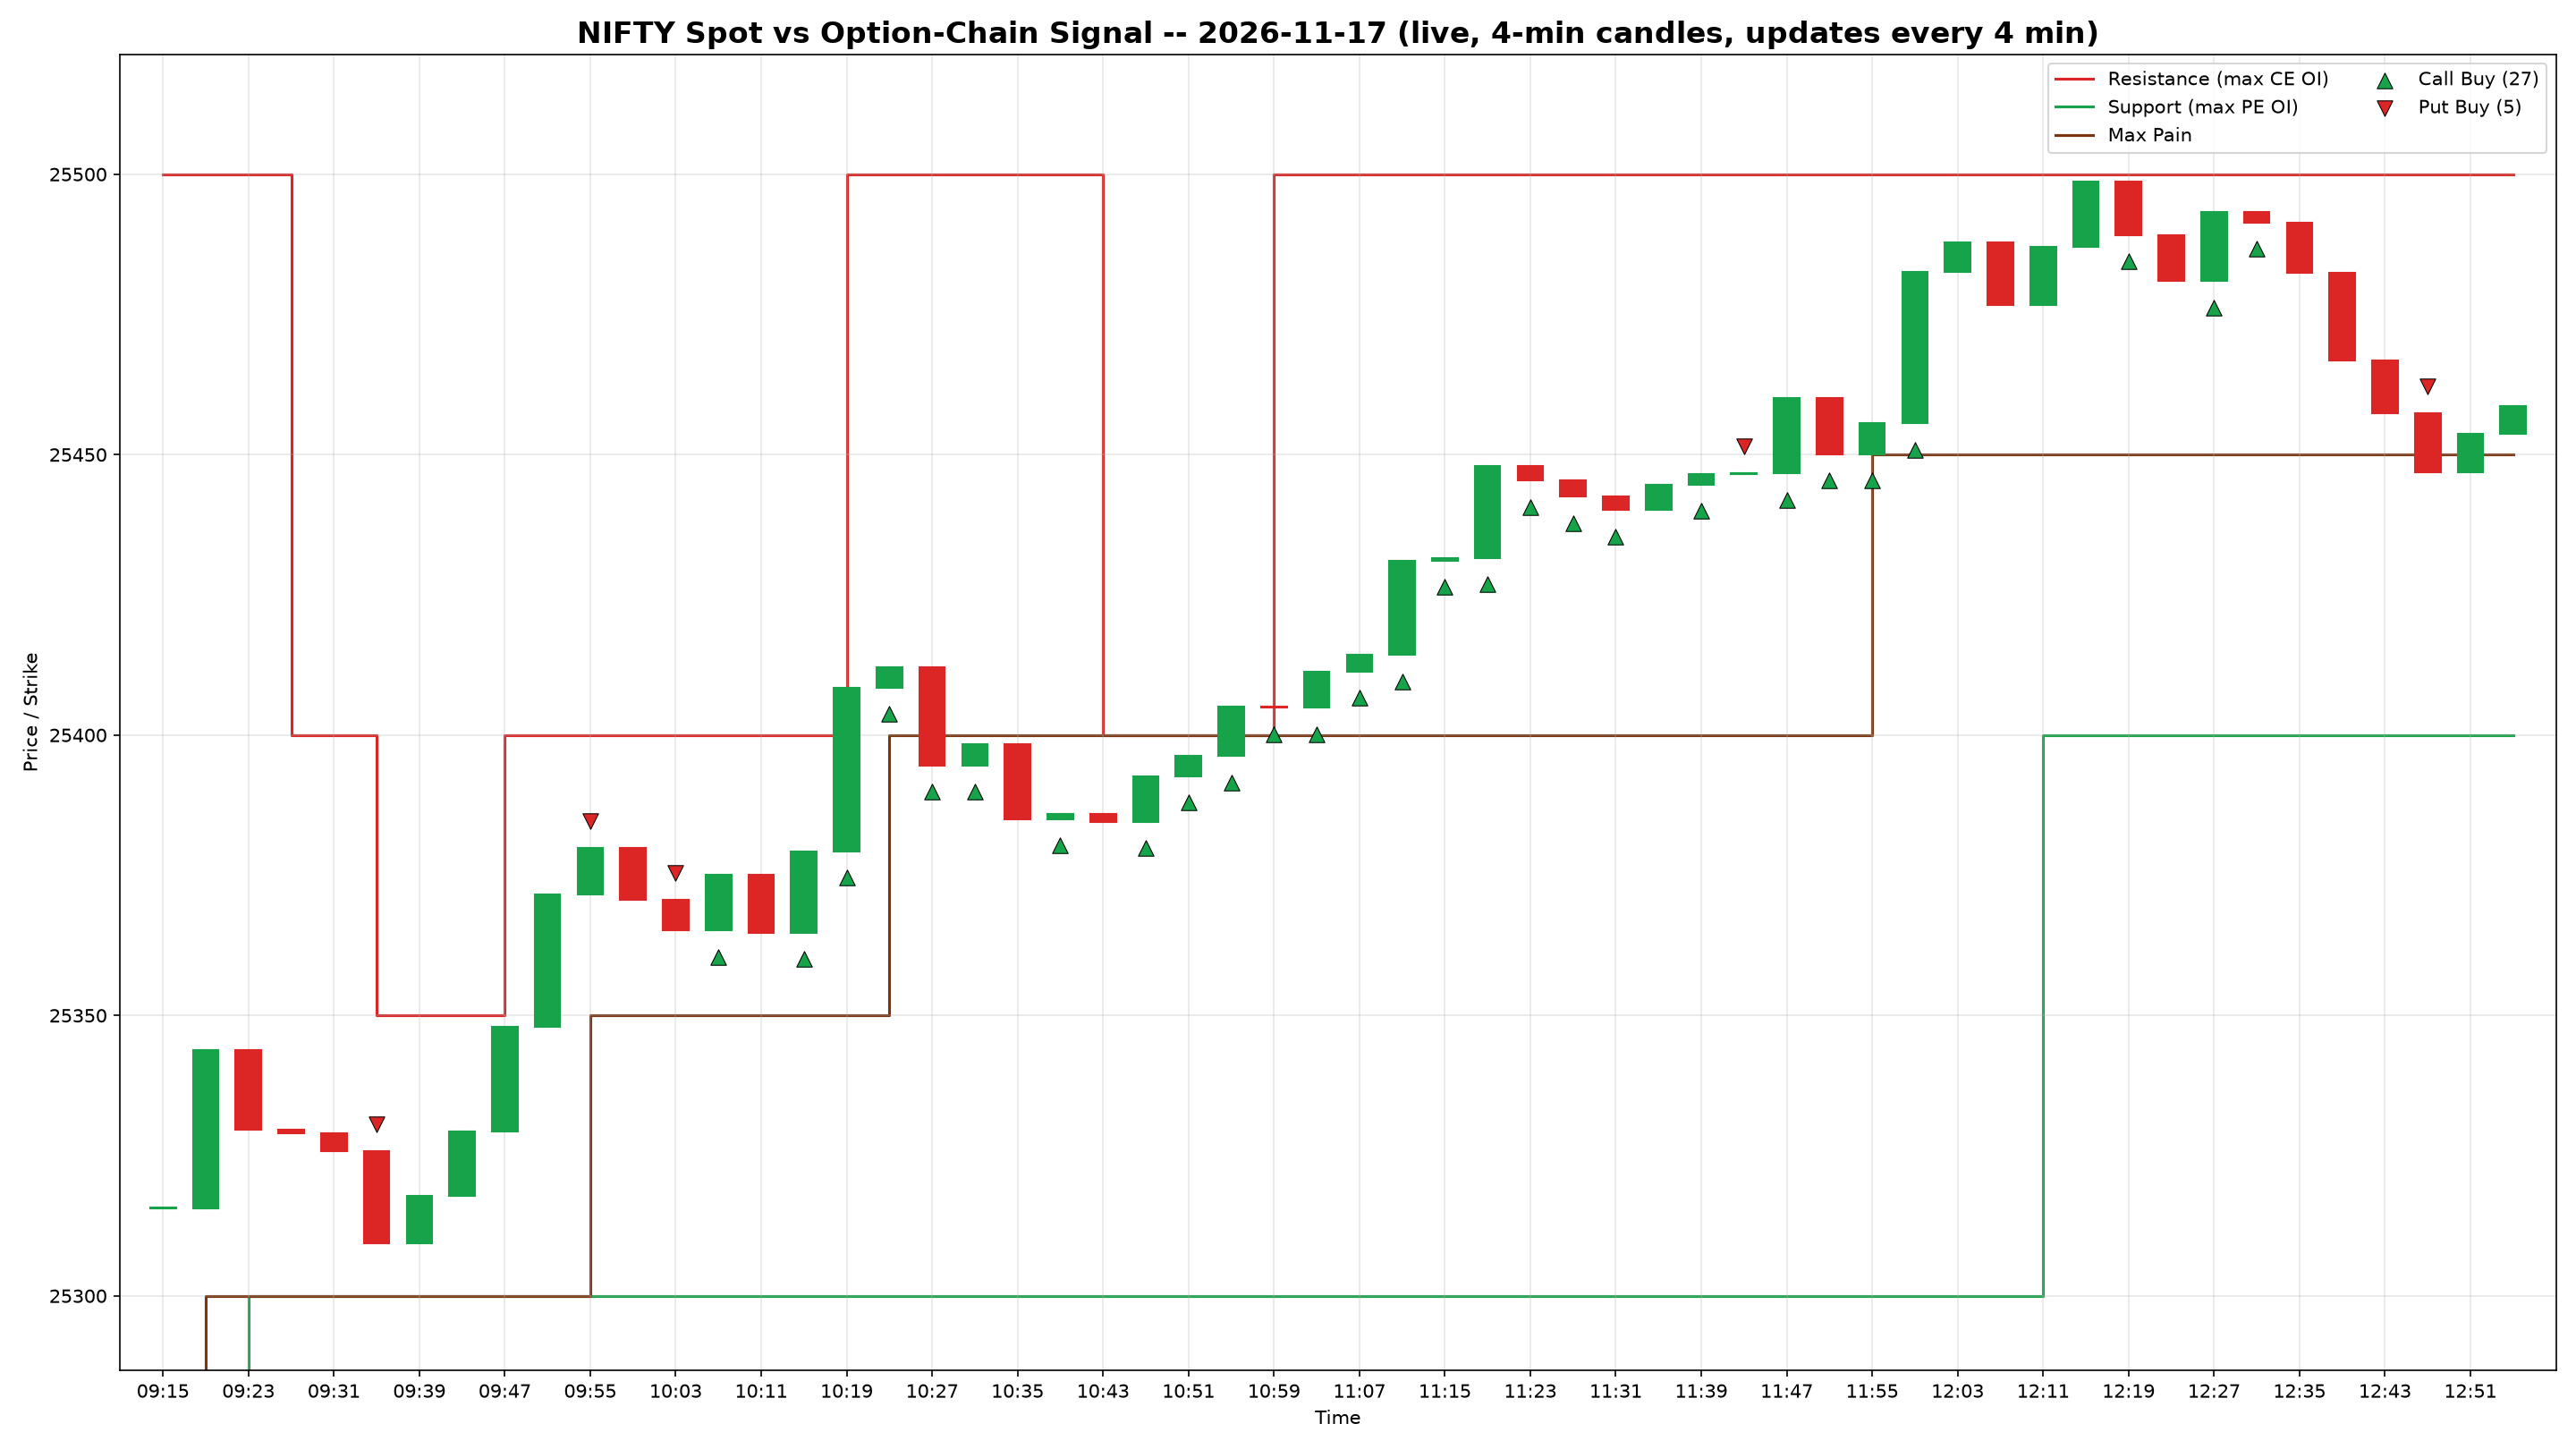 NIFTY Spot vs Option-Chain Signal -- 2026-11-17 (live, 4-min candles, updates every 4 min)
Resistance (max CE OI)
Support (max PE OI)
Max Pain
Call Buy (27)
Put Buy (5)
Price / Strike
25500
25450
25400
25350
25300
09:15 09:23 09:31 09:39 09:47 09:55 10:03 10:11 10:19 10:27 10:35 10:43 10:51 10:59 11:07 11:15 11:23 11:31 11:39 11:47 11:55 12:03 12:11 12:19 12:27 12:35 12:43 12:51
Time